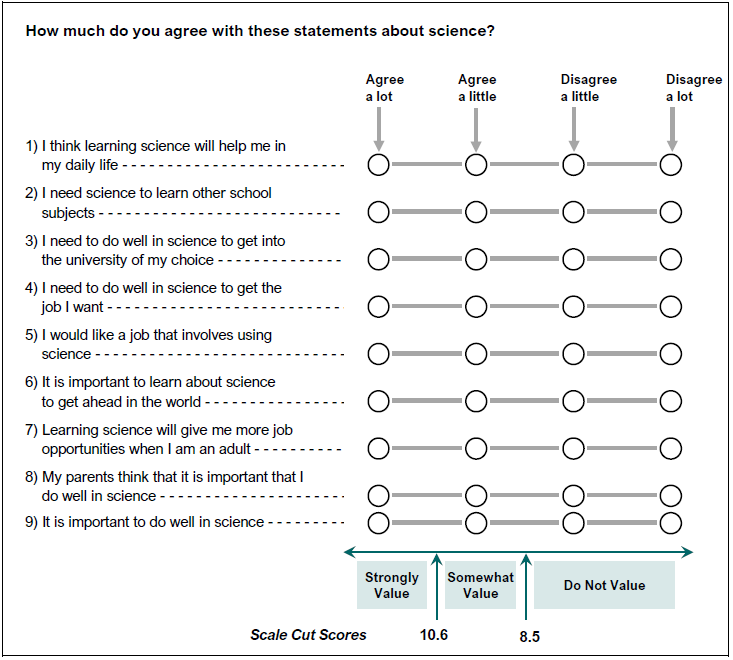 How much do you agree with these statements about science?
Agree a lot
Agree a little
Disagree a little
Disagree a lot
1) I think learning science will help me in
my daily life - - - - - - - - - - - - - - - - - - - - - - - - - -
2) I need science to learn other school
subjects - - - - - - - - - - - - - - - - - - - - - - - - - - - -
3) I need to do well in science to get into
the university of my choice - - - - - - - - - - - - - -
4) I need to do well in science to get the
job I want - - - - - - - - - - - - - - - - - - - - - - - - - - -
5) I would like a job that involves using
science - - - - - - - - - - - - - - - - - - - - - - - - - - - - -
6) It is important to learn about science
to get ahead in the world - - - - - - - - - - - - - - - -
7) Learning science will give me more job
opportunities when I am an adult - - - - - - - - - -
8) My parents think that it is important that I
do well in science - - - - - - - - - - - - - - - - - - - - -
9) It is important to do well in science - - - - - - - - -
Strongly Value
Somewhat Value
Do Not Value
Scale Cut Scores 10.6 8.5